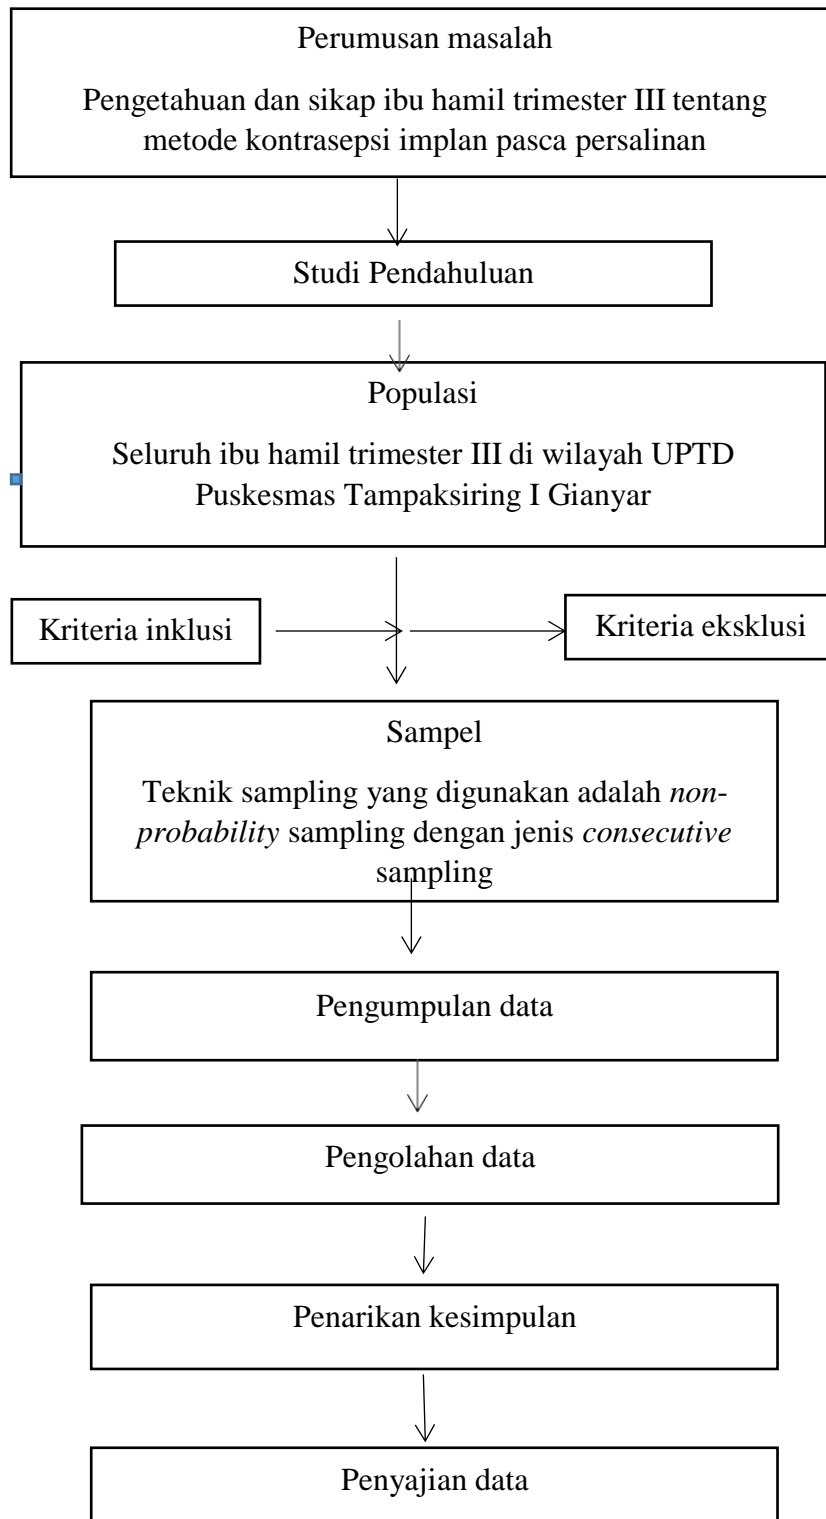 Perumusan masalah
Pengetahuan dan sikap ibu hamil trimester III tentang
metode kontrasepsi implan pasca persalinan
Studi Pendahuluan
Populasi
Seluruh ibu hamil trimester III di wilayah UPTD
Puskesmas Tampaksiring I Gianyar
Kriteria inklusi
Kriteria eksklusi
Sampel
Teknik sampling yang digunakan adalah non-
probability sampling dengan jenis consecutive
sampling
Pengumpulan data
Pengolahan data
Penarikan kesimpulan
Penyajian data